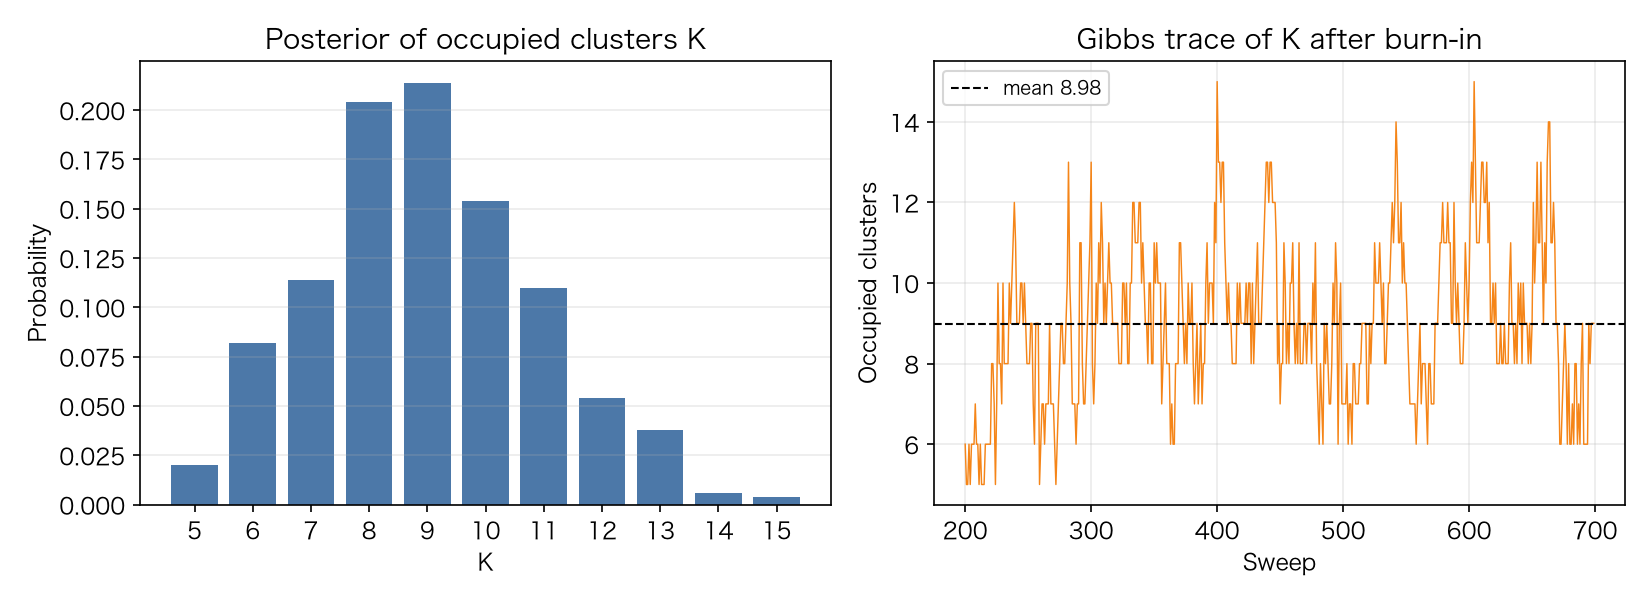 Posterior of occupied clusters K
Probability
0.200
0.175
0.150
0.125
0.100
0.075
0.050
0.025
0.000
5 6 7 8 9 10 11 12 13 14 15
K
Gibbs trace of K after burn-in
mean 8.98
Occupied clusters
14
12
10
8
6
200 300 400 500 600 700
Sweep